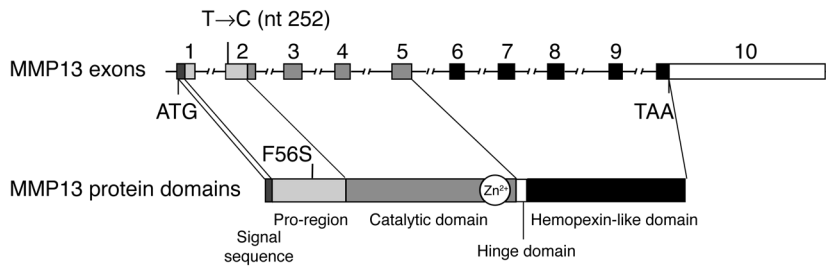 T→C (nt 252)
1 2 3 4 5 6 7 8 9 10
MMP13 exons
ATG TAA
F56S
MMP13 protein domains Zn²⁺
Pro-region Catalytic domain Hemopexin-like domain
Signal
sequence
Hinge domain